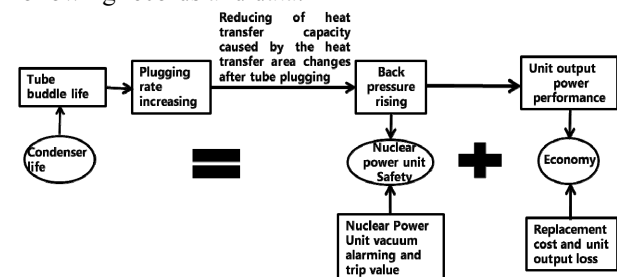 Reducing of heat
transfer capacity
caused by the heat
transfer area changes
after tube plugging
Tube
buddle life
Plugging
rate
increasing
Back
pressure
rising
Unit output
power
performance
Condenser
life
=
Nuclear
power unit
Safety
+
Economy
Nuclear Power
Unit vacuum
alarming and
trip value
Replacement
cost and unit
output loss